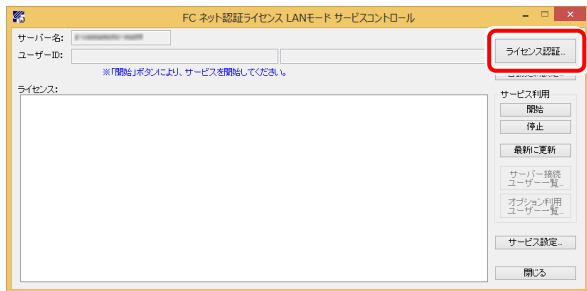 FC ネット認証ライセンス LANモード サービスコントロール
サーバー名:
ユーザーID:
ライセンス認証...
※「開始」ボタンにより、サービスを開始してください。
ライセンス:
サービス利用
開始
停止
最新に更新
サーバー接続
ユーザー一覧...
オプション利用
ユーザー一覧...
サービス設定...
閉じる